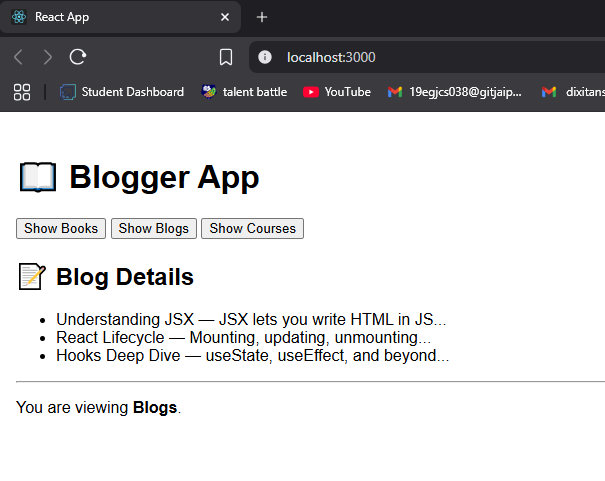 React App
localhost:3000
Student Dashboard talent battle YouTube 19egjcs038@gitjaip... dixitans
Blogger App
Show Books Show Blogs Show Courses
Blog Details
• Understanding JSX — JSX lets you write HTML in JS...
• React Lifecycle — Mounting, updating, unmounting...
• Hooks Deep Dive — useState, useEffect, and beyond...
You are viewing Blogs.